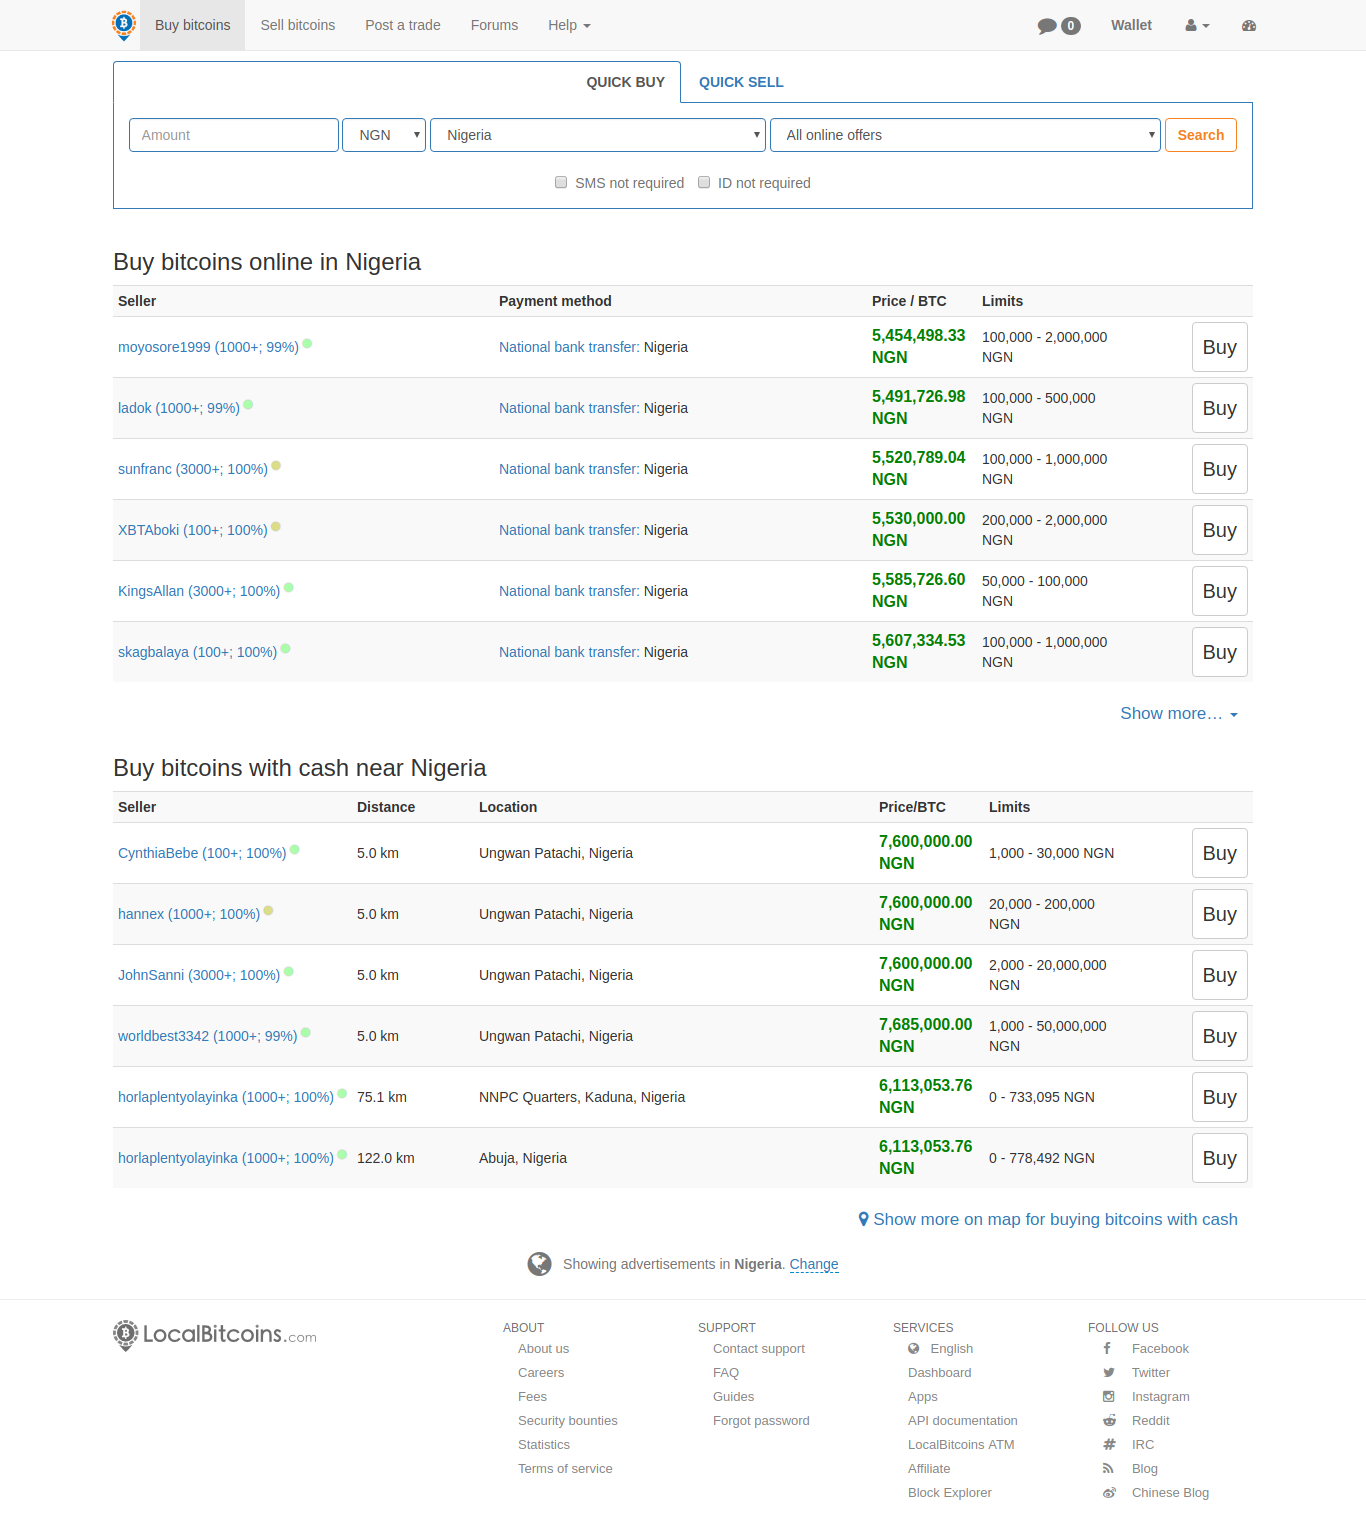 Buy bitcoins Sell bitcoins Post a trade Forums Help 0 Wallet
QUICK BUY QUICK SELL
Amount NGN Nigeria All online offers Search
SMS not required ID not required
Buy bitcoins online in Nigeria
Seller Payment method Price / BTC Limits
moyosore1999 (1000+; 99%) National bank transfer: Nigeria 5,454,498.33 NGN 100,000 - 2,000,000 NGN Buy
ladok (1000+; 99%) National bank transfer: Nigeria 5,491,726.98 NGN 100,000 - 500,000 NGN Buy
sunfranc (3000+; 100%) National bank transfer: Nigeria 5,520,789.04 NGN 100,000 - 1,000,000 NGN Buy
XBTAboki (100+; 100%) National bank transfer: Nigeria 5,530,000.00 NGN 200,000 - 2,000,000 NGN Buy
KingsAllan (3000+; 100%) National bank transfer: Nigeria 5,585,726.60 NGN 50,000 - 100,000 NGN Buy
skagbalaya (100+; 100%) National bank transfer: Nigeria 5,607,334.53 NGN 100,000 - 1,000,000 NGN Buy
Show more…
Buy bitcoins with cash near Nigeria
Seller Distance Location Price/BTC Limits
CynthiaBebe (100+; 100%) 5.0 km Ungwan Patachi, Nigeria 7,600,000.00 NGN 1,000 - 30,000 NGN Buy
hannex (1000+; 100%) 5.0 km Ungwan Patachi, Nigeria 7,600,000.00 NGN 20,000 - 200,000 NGN Buy
JohnSanni (3000+; 100%) 5.0 km Ungwan Patachi, Nigeria 7,600,000.00 NGN 2,000 - 20,000,000 NGN Buy
worldbest3342 (1000+; 99%) 5.0 km Ungwan Patachi, Nigeria 7,685,000.00 NGN 1,000 - 50,000,000 NGN Buy
horlaplentyolayinka (1000+; 100%) 75.1 km NNPC Quarters, Kaduna, Nigeria 6,113,053.76 NGN 0 - 733,095 NGN Buy
horlaplentyolayinka (1000+; 100%) 122.0 km Abuja, Nigeria 6,113,053.76 NGN 0 - 778,492 NGN Buy
Show more on map for buying bitcoins with cash
Showing advertisements in Nigeria. Change
LocalBitcoins.com
ABOUT
About us
Careers
Fees
Security bounties
Statistics
Terms of service
SUPPORT
Contact support
FAQ
Guides
Forgot password
SERVICES
English
Dashboard
Apps
API documentation
LocalBitcoins ATM
Affiliate
Block Explorer
FOLLOW US
Facebook
Twitter
Instagram
Reddit
IRC
Blog
Chinese Blog